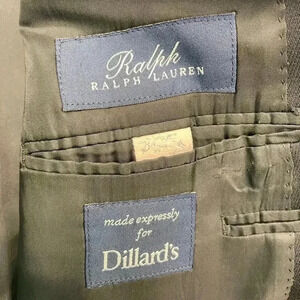 Ralph
RALPH LAUREN
made expressly
for
Dillard's